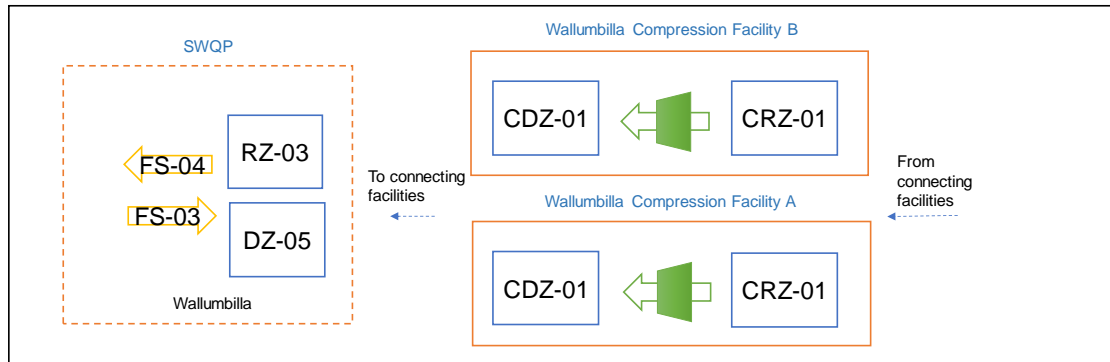 SWQP
RZ-03
FS-04
FS-03
DZ-05
Wallumbilla
To connecting
facilities
Wallumbilla Compression Facility B
CDZ-01
CRZ-01
Wallumbilla Compression Facility A
CDZ-01
CRZ-01
From
connecting
facilities